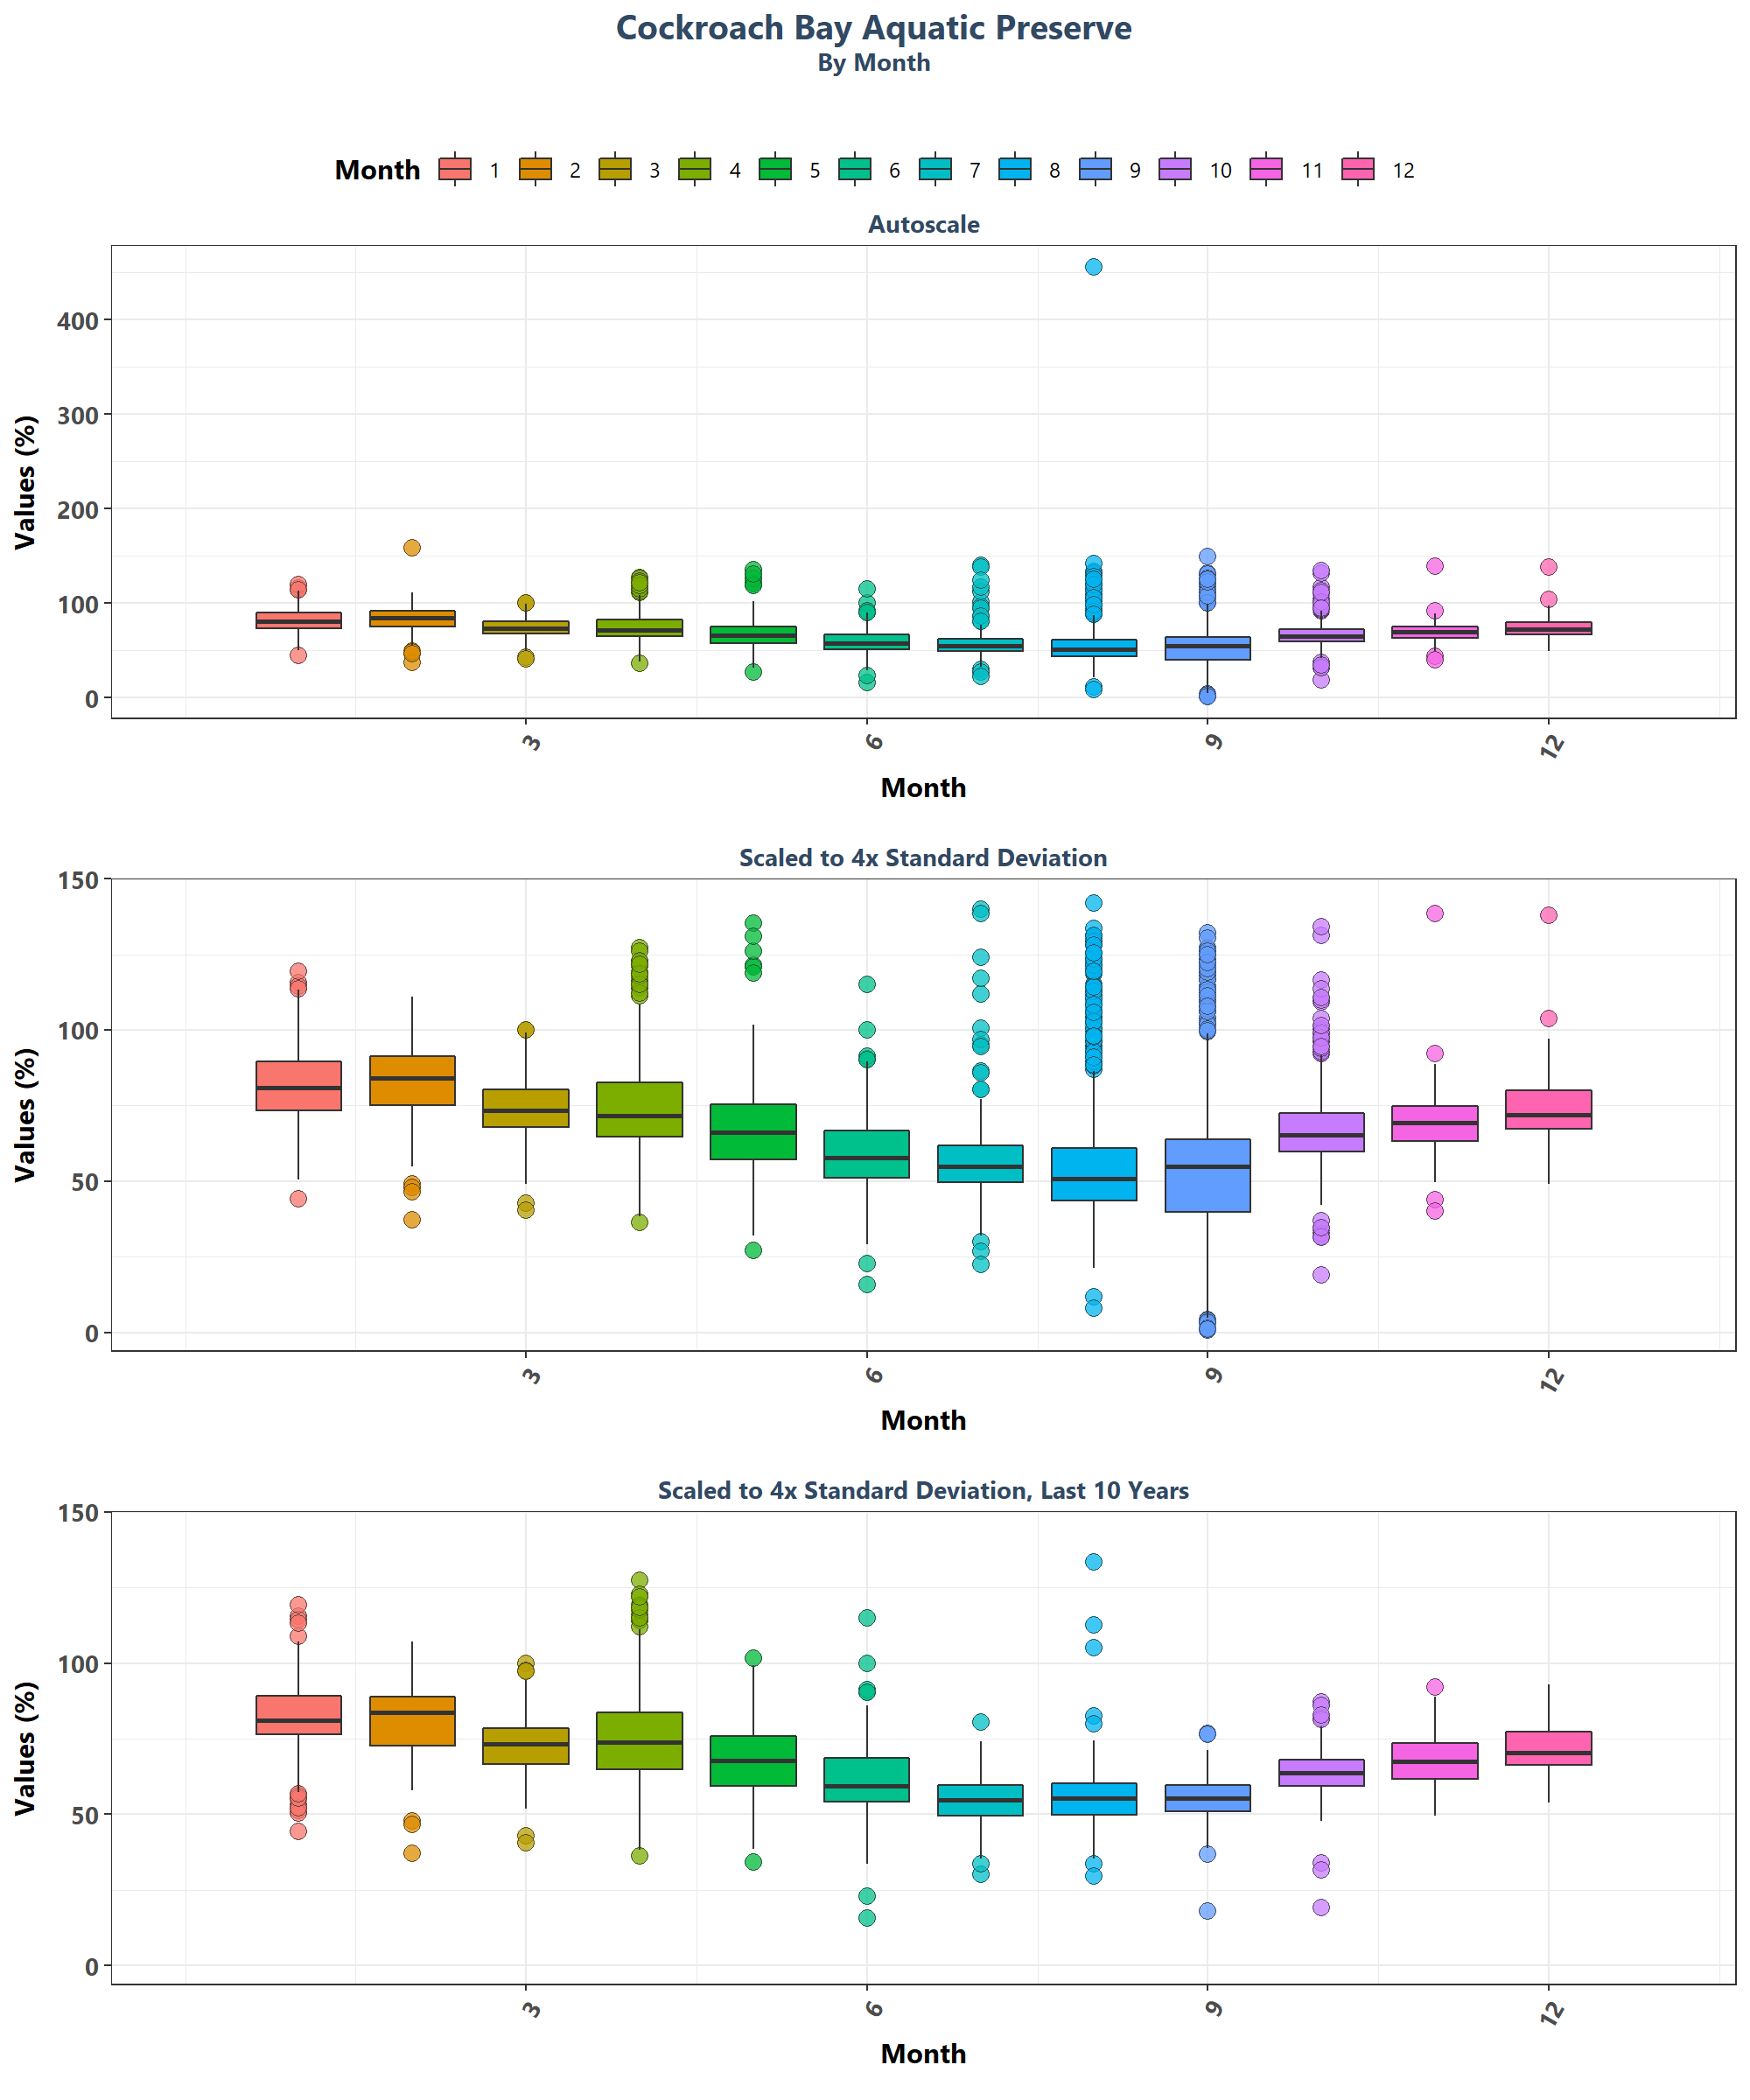 Cockroach Bay Aquatic Preserve
By Month
Month 1 2 3 4 5 6 7 8 9 10 11 12
Autoscale
Values (%)
400
300
200
100
0
3 6 9 12
Month
Scaled to 4x Standard Deviation
Values (%)
150
100
50
0
3 6 9 12
Month
Scaled to 4x Standard Deviation, Last 10 Years
Values (%)
150
100
50
0
3 6 9 12
Month